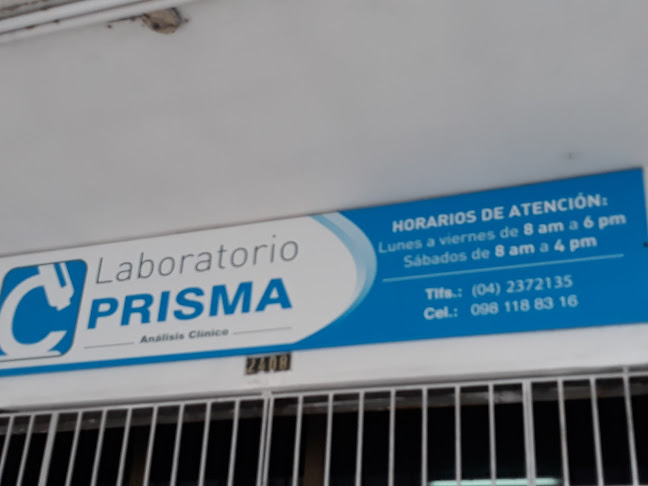 Laboratorio
PRISMA
Análisis Clínico
HORARIOS DE ATENCIÓN:
Lunes a viernes de 8 am a 6 pm
Sábados de 8 am a 4 pm
Tlfs.: (04) 2372135
Cel.: 098 118 83 16
2408